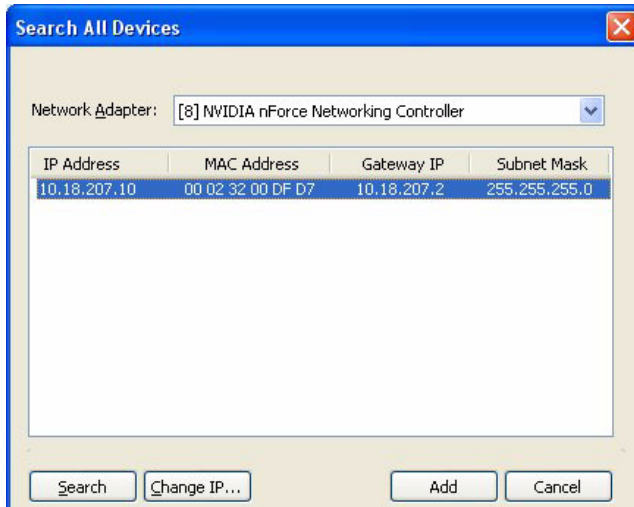 Search All Devices
Network Adapter: [8] NVIDIA nForce Networking Controller
IP Address MAC Address Gateway IP Subnet Mask
10.18.207.10 00 02 32 00 DF D7 10.18.207.2 255.255.255.0
Search Change IP... Add Cancel